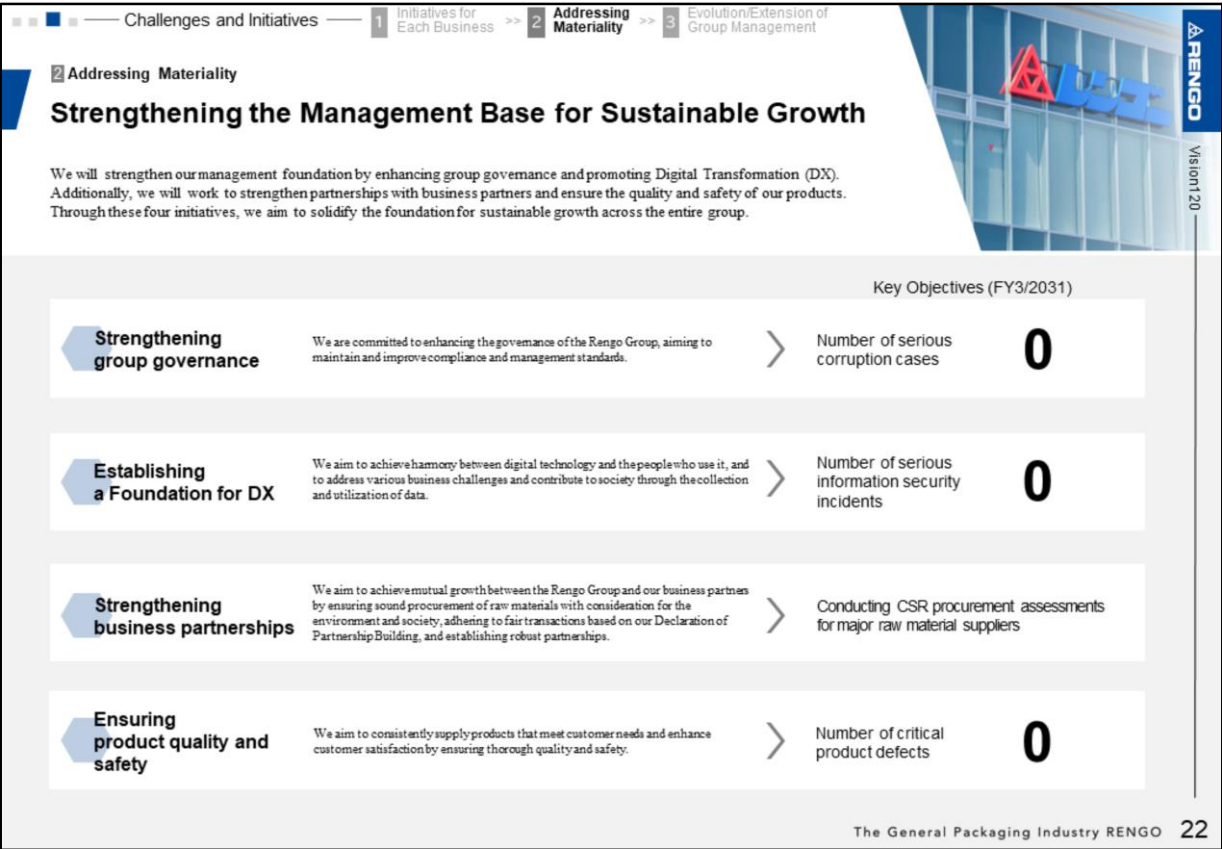 Challenges and Initiatives
1 Initiatives for
Each Business
>>
2 Addressing
Materiality
>>
3 Evolution/Extension of
Group Management
RENGO
Vision120
2 Addressing Materiality
Strengthening the Management Base for Sustainable Growth
We will strengthen our management foundation by enhancing group governance and promoting Digital Transformation (DX).
Additionally, we will work to strengthen partnerships with business partners and ensure the quality and safety of our products.
Through these four initiatives, we aim to solidify the foundation for sustainable growth across the entire group.
Key Objectives (FY3/2031)
Strengthening
group governance
We are committed to enhancing the governance of the Rengo Group, aiming to
maintain and improve compliance and management standards.
Number of serious
corruption cases
0
Establishing
a Foundation for DX
We aim to achieve harmony between digital technology and the people who use it, and
to address various business challenges and contribute to society through the collection
and utilization of data.
Number of serious
information security
incidents
0
Strengthening
business partnerships
We aim to achieve mutual growth between the Rengo Group and our business partners
by ensuring sound procurement of raw materials with consideration for the
environment and society, adhering to fair transactions based on our Declaration of
Partnership Building, and establishing robust partnerships.
Conducting CSR procurement assessments
for major raw material suppliers
Ensuring
product quality and
safety
We aim to consistently supply products that meet customer needs and enhance
customer satisfaction by ensuring thorough quality and safety.
Number of critical
product defects
0
The General Packaging Industry RENGO 22